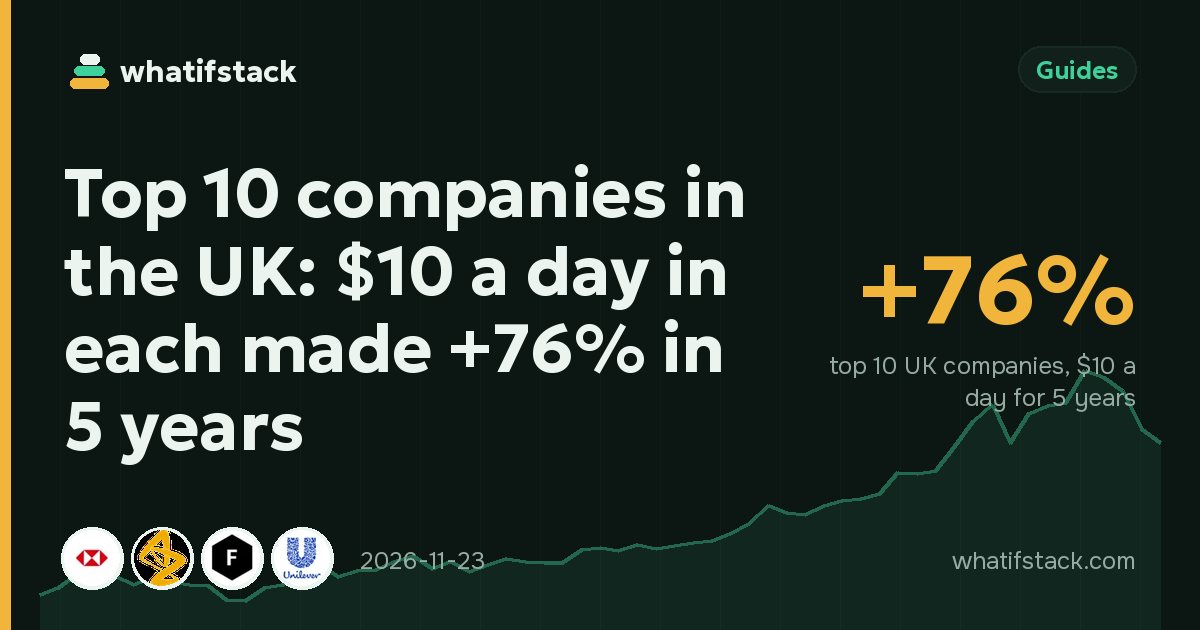 whatifstack
Guides
Top 10 companies in
the UK: $10 a day in
each made +76% in
5 years
+76%
top 10 UK companies, $10 a
day for 5 years
F
Unilever
2026-11-23
whatifstack.com